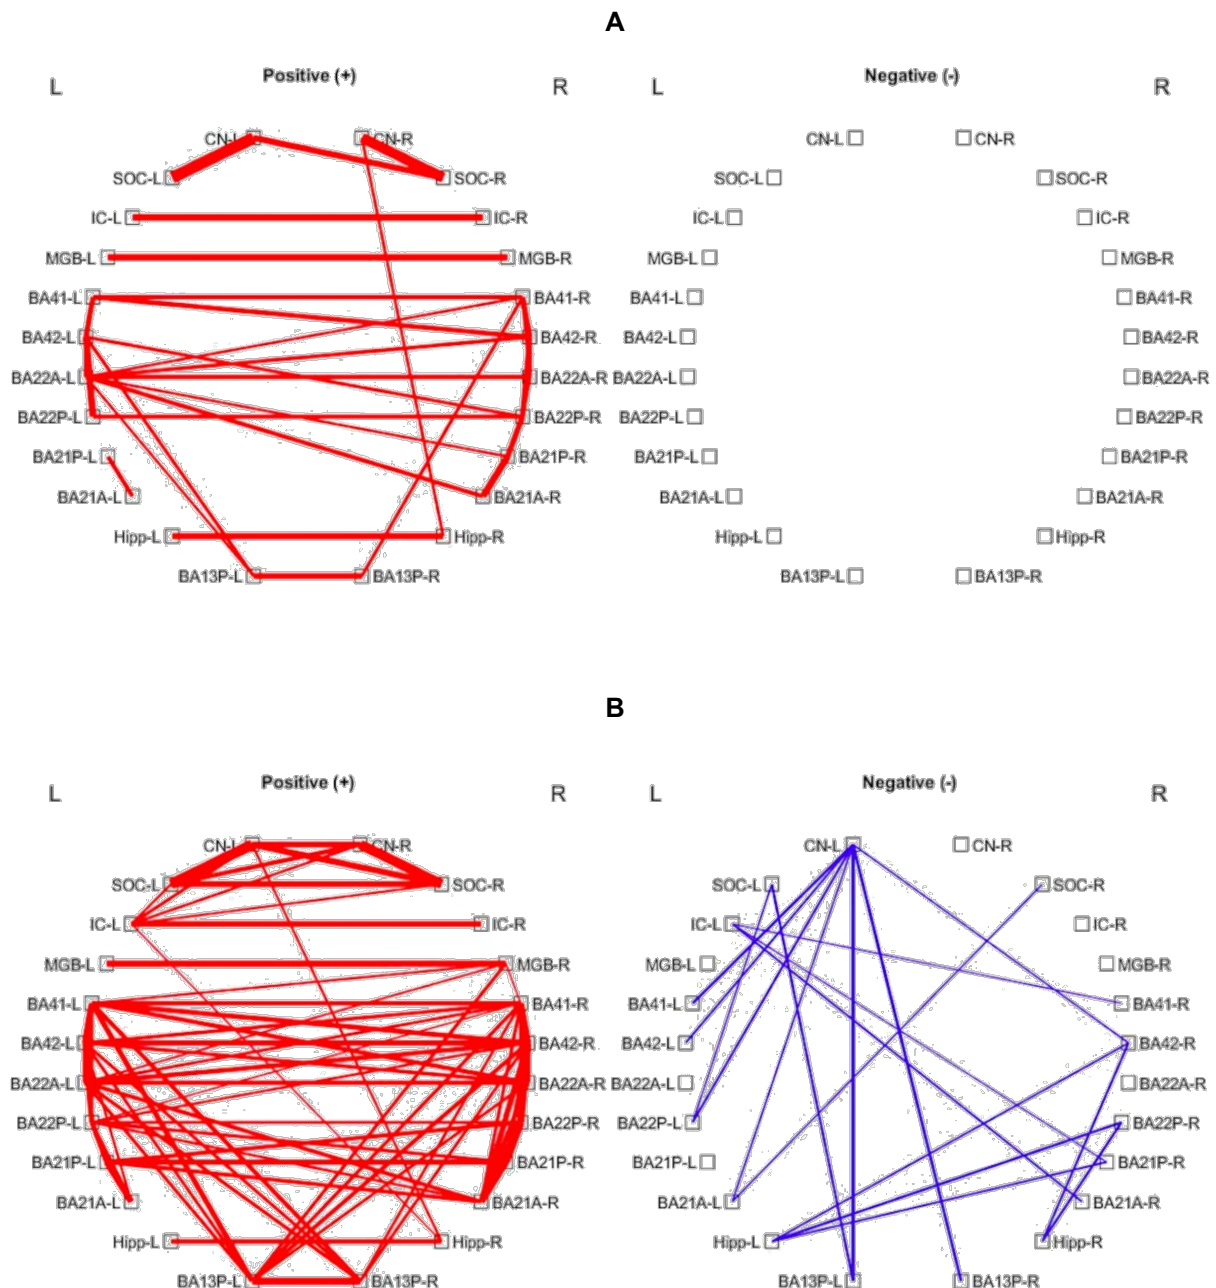 A
Positive (+) Negative (-)
L R L R
CN-L CN-R CN-L CN-R
SOC-L SOC-R SOC-L SOC-R
IC-L IC-R IC-L IC-R
MGB-L MGB-R MGB-L MGB-R
BA41-L BA41-R BA41-L BA41-R
BA42-L BA42-R BA42-L BA42-R
BA22A-L BA22A-R BA22A-L BA22A-R
BA22P-L BA22P-R BA22P-L BA22P-R
BA21P-L BA21P-R BA21P-L BA21P-R
BA21A-L BA21A-R BA21A-L BA21A-R
Hipp-L Hipp-R Hipp-L Hipp-R
BA13P-L BA13P-R BA13P-L BA13P-R
B
Positive (+) Negative (-)
L R L R
CN-L CN-R CN-L CN-R
SOC-L SOC-R SOC-L SOC-R
IC-L IC-R IC-L IC-R
MGB-L MGB-R MGB-L MGB-R
BA41-L BA41-R BA41-L BA41-R
BA42-L BA42-R BA42-L BA42-R
BA22A-L BA22A-R BA22A-L BA22A-R
BA22P-L BA22P-R BA22P-L BA22P-R
BA21P-L BA21P-R BA21P-L BA21P-R
BA21A-L BA21A-R BA21A-L BA21A-R
Hipp-L Hipp-R Hipp-L Hipp-R
BA13P-L BA13P-R BA13P-L BA13P-R